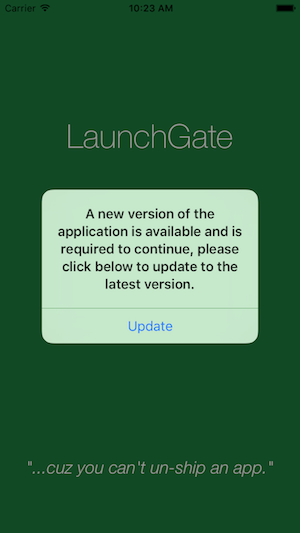 Carrier 10:23 AM
LaunchGate
A new version of the
application is available and is
required to continue, please
click below to update to the
latest version.
Update
"...cuz you can't un-ship an app."